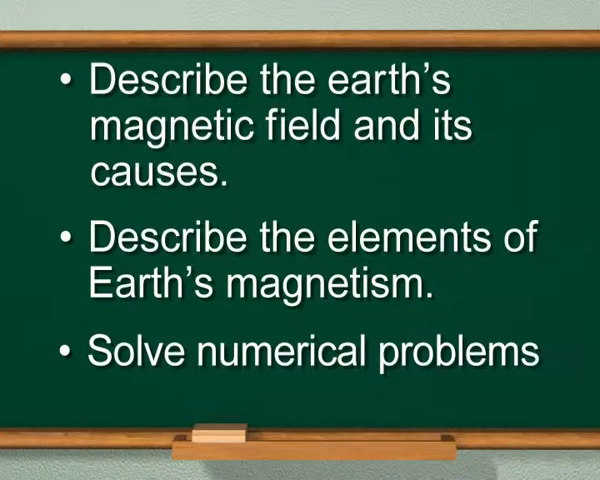 • Describe the earth’s
magnetic field and its
causes.
• Describe the elements of
Earth’s magnetism.
• Solve numerical problems